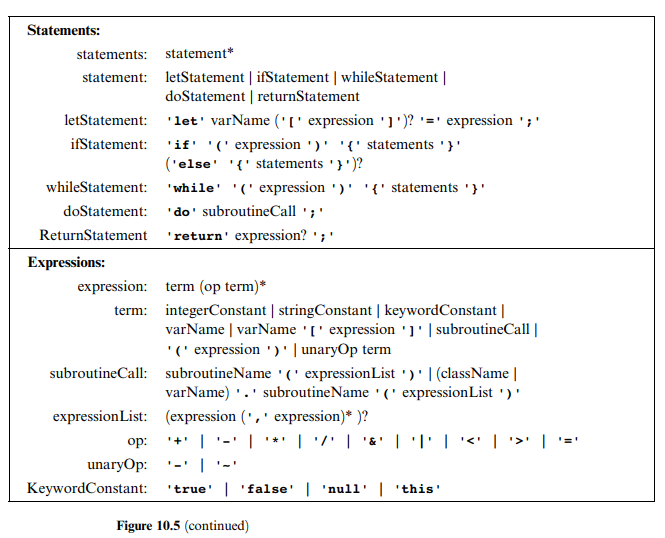 Statements:
statements: statement*
statement: letStatement | ifStatement | whileStatement |
doStatement | returnStatement
letStatement: 'let' varName ('[' expression ']')? '=' expression ';'
ifStatement: 'if' '(' expression ')' '{' statements '}'
('else' '{' statements '}')?
whileStatement: 'while' '(' expression ')' '{' statements '}'
doStatement: 'do' subroutineCall ';'
ReturnStatement 'return' expression? ';'
Expressions:
expression: term (op term)*
term: integerConstant | stringConstant | keywordConstant |
varName | varName '[' expression ']' | subroutineCall |
'(' expression ')' | unaryOp term
subroutineCall: subroutineName '(' expressionList ')' | (className |
varName) '.' subroutineName '(' expressionList ')'
expressionList: (expression (',' expression)* )?
op: '+' | '-' | '*' | '/' | '&' | '|' | '<' | '>' | '='
unaryOp: '-' | '~'
KeywordConstant: 'true' | 'false' | 'null' | 'this'
Figure 10.5 (continued)